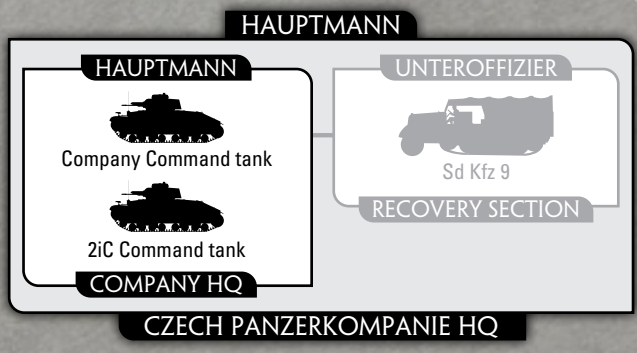 HAUPTMANN
HAUPTMANN
Company Command tank
2iC Command tank
COMPANY HQ
UNTEROFFIZIER
Sd Kfz 9
RECOVERY SECTION
CZECH PANZERKOMPANIE HQ